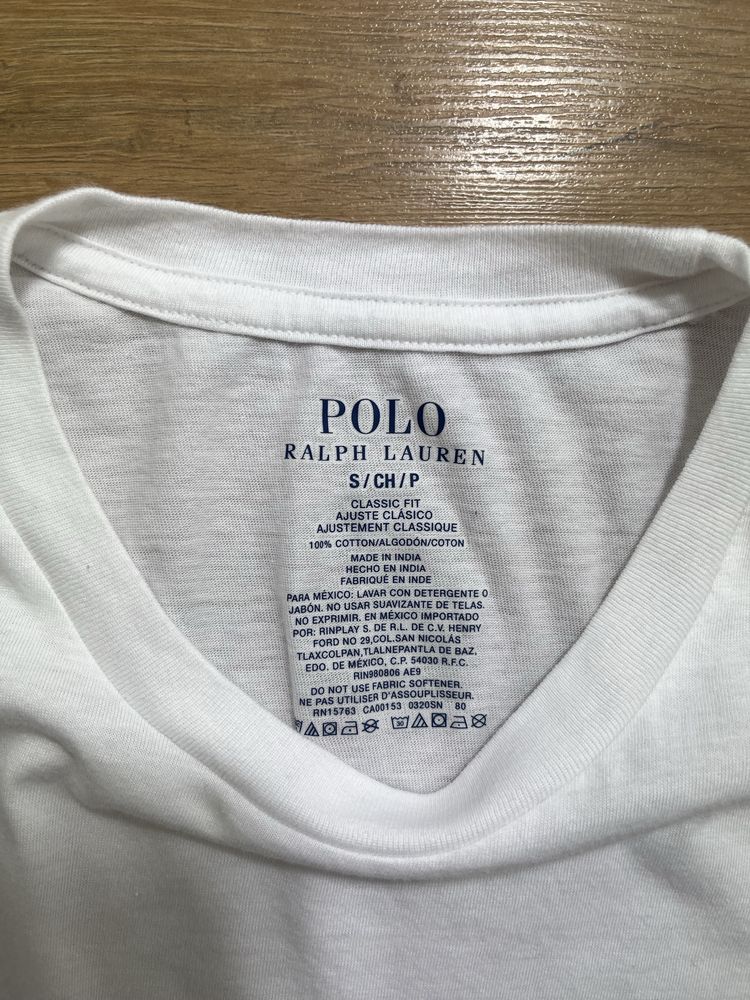 POLO
RALPH LAUREN
S/CH/P
CLASSIC FIT
AJUSTE CLÁSICO
AJUSTEMENT CLASSIQUE
100% COTTON/ALGODÓN/COTON
MADE IN INDIA
HECHO EN INDIA
FABRIQUÉ EN INDE
PARA MÉXICO: LAVAR CON DETERGENTE O
JABÓN. NO USAR SUAVIZANTE DE TELAS.
NO EXPRIMIR. EN MÉXICO IMPORTADO
POR: RINPLAY S. DE R.L. DE C.V. HENRY
FORD NO 29,COL.SAN NICOLÁS
TLAXCOLPAN,TLALNEPANTLA DE BAZ.
EDO. DE MÉXICO, C.P. 54030 R.F.C.
RIN980806 AE9
DO NOT USE FABRIC SOFTENER.
NE PAS UTILISER D'ASSOUPLISSEUR.
RN15763 CA00153 0320SN 80
30